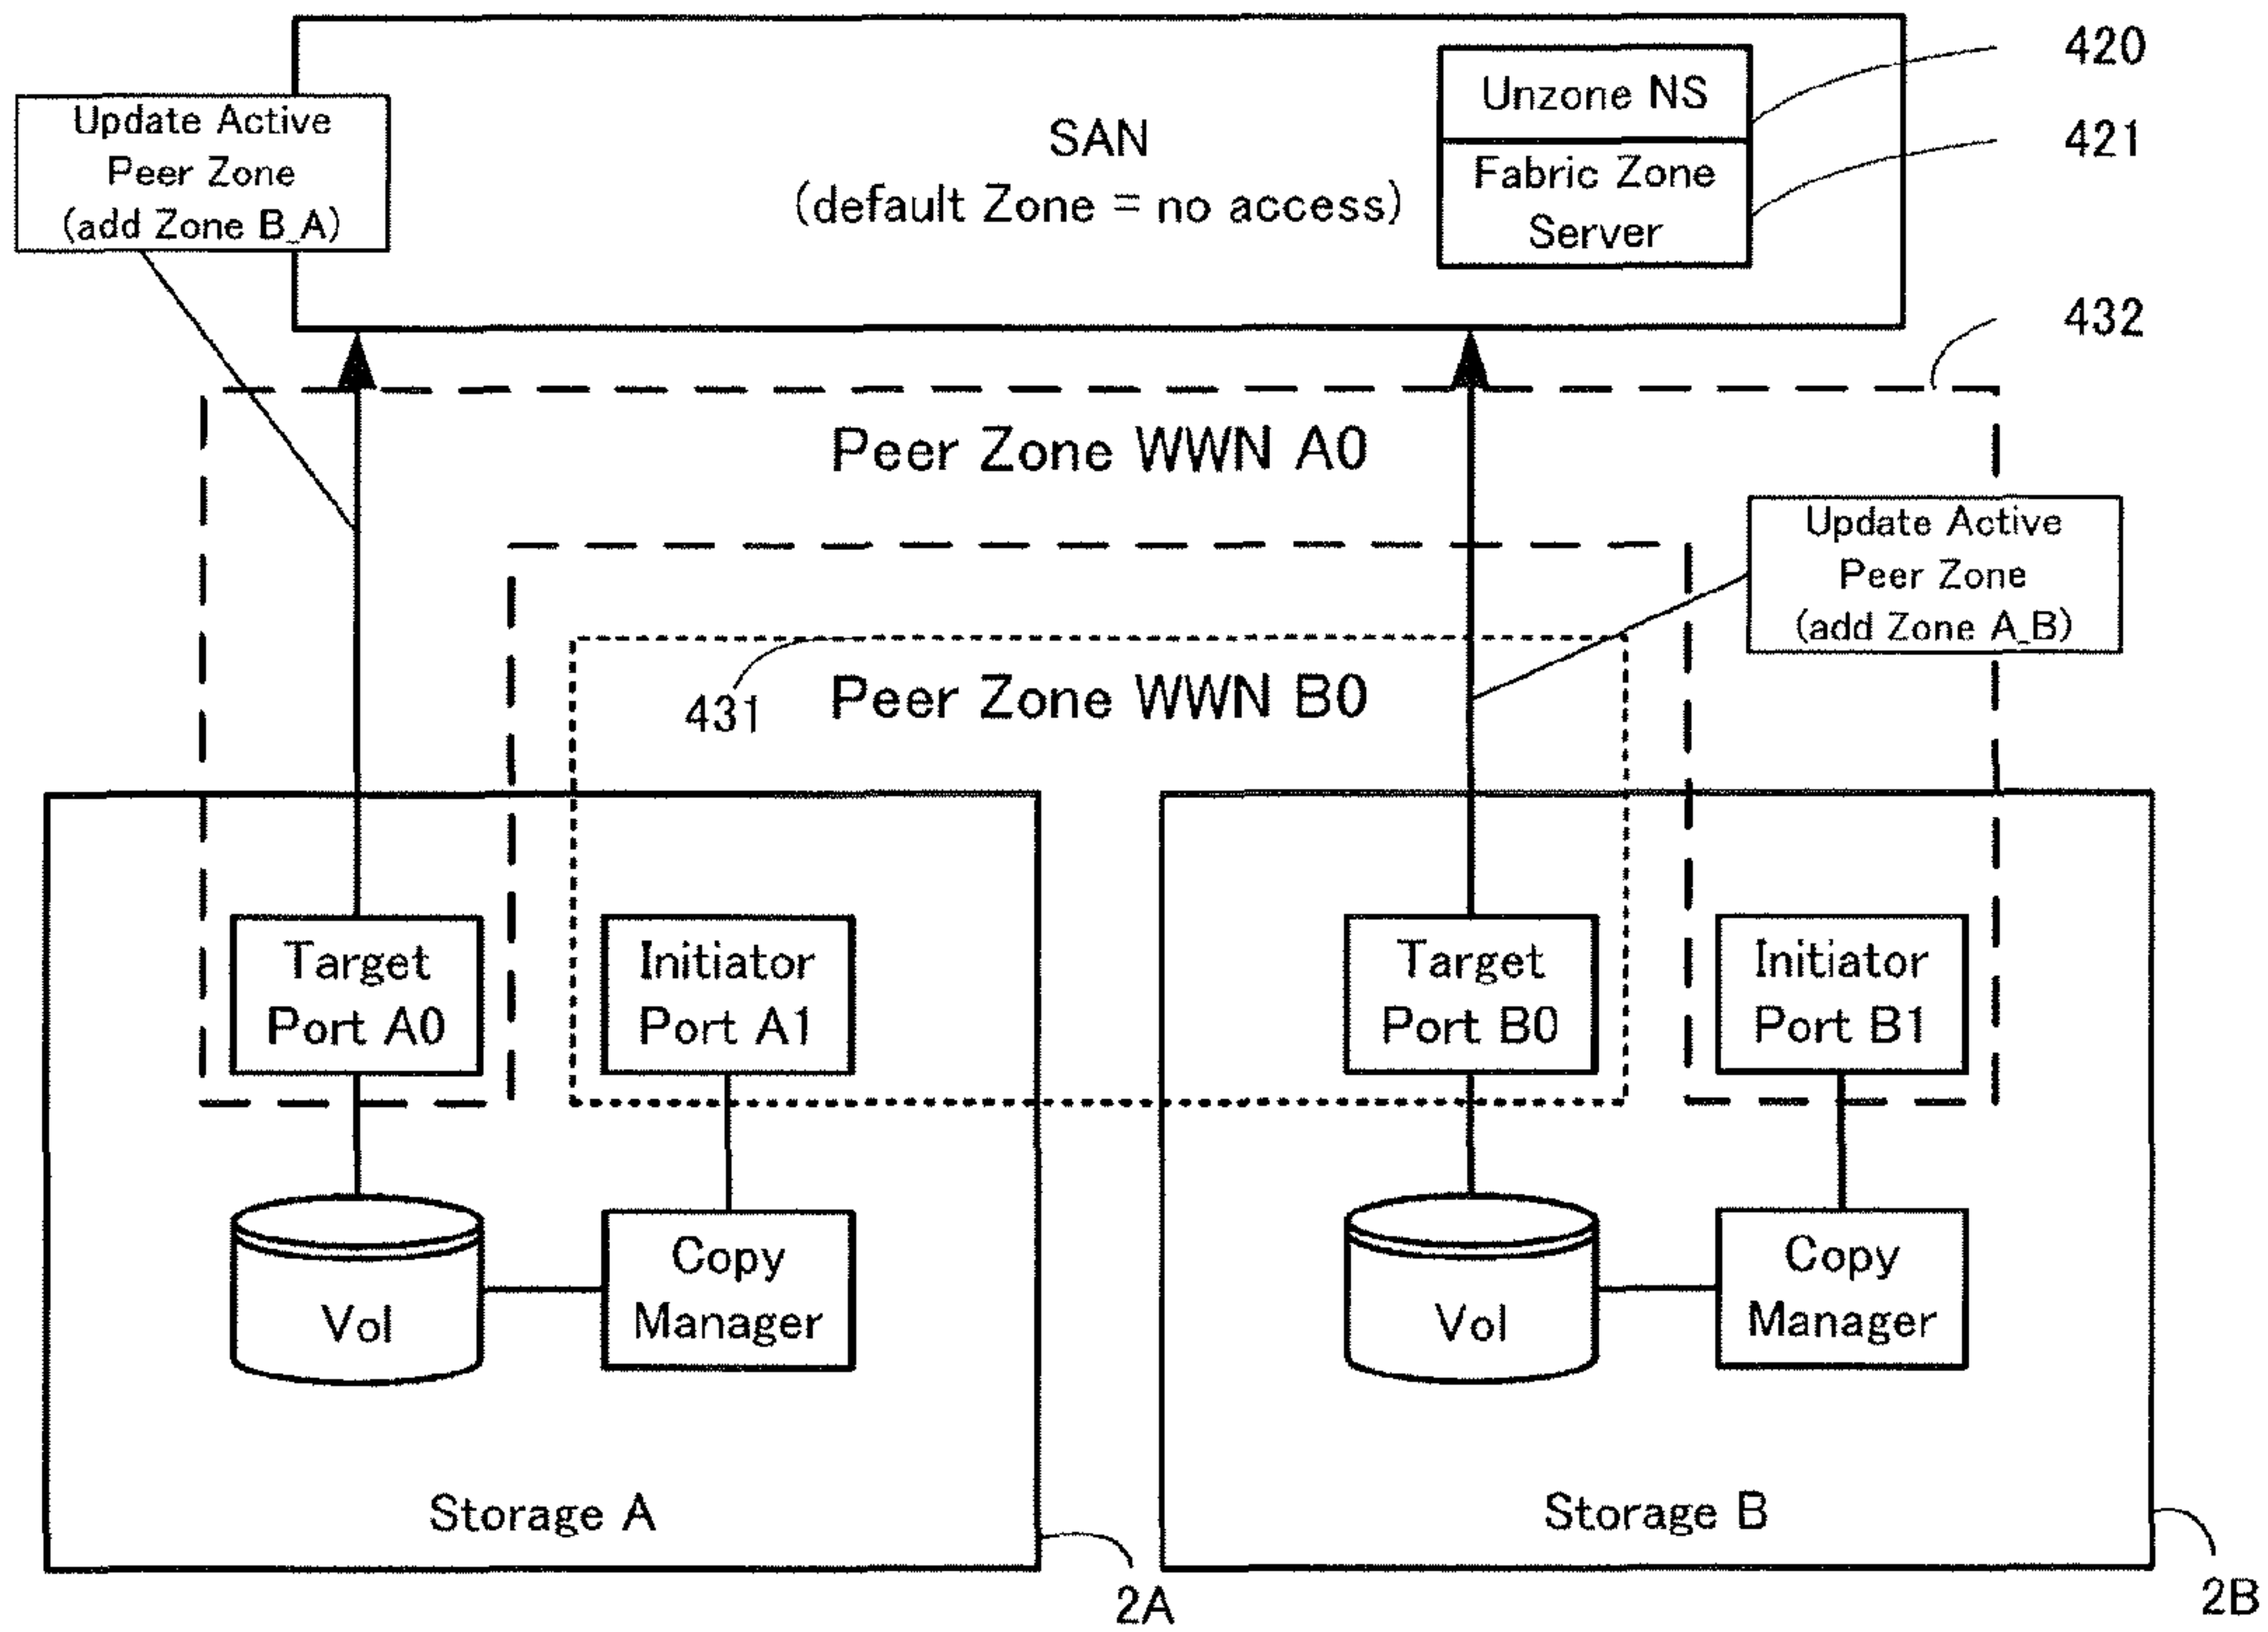 420
Unzone NS
Update Active
Peer Zone
(add Zone B_A)
SAN
(default Zone = no access)
421
Fabric Zone
Server
432
Peer Zone WWN A0
Update Active
Peer Zone
(add Zone A_B)
431
Peer Zone WWN B0
Target
Port A0
Initiator
Port A1
Target
Port B0
Initiator
Port B1
Vol
Copy
Manager
Vol
Copy
Manager
Storage A
Storage B
2A
2B